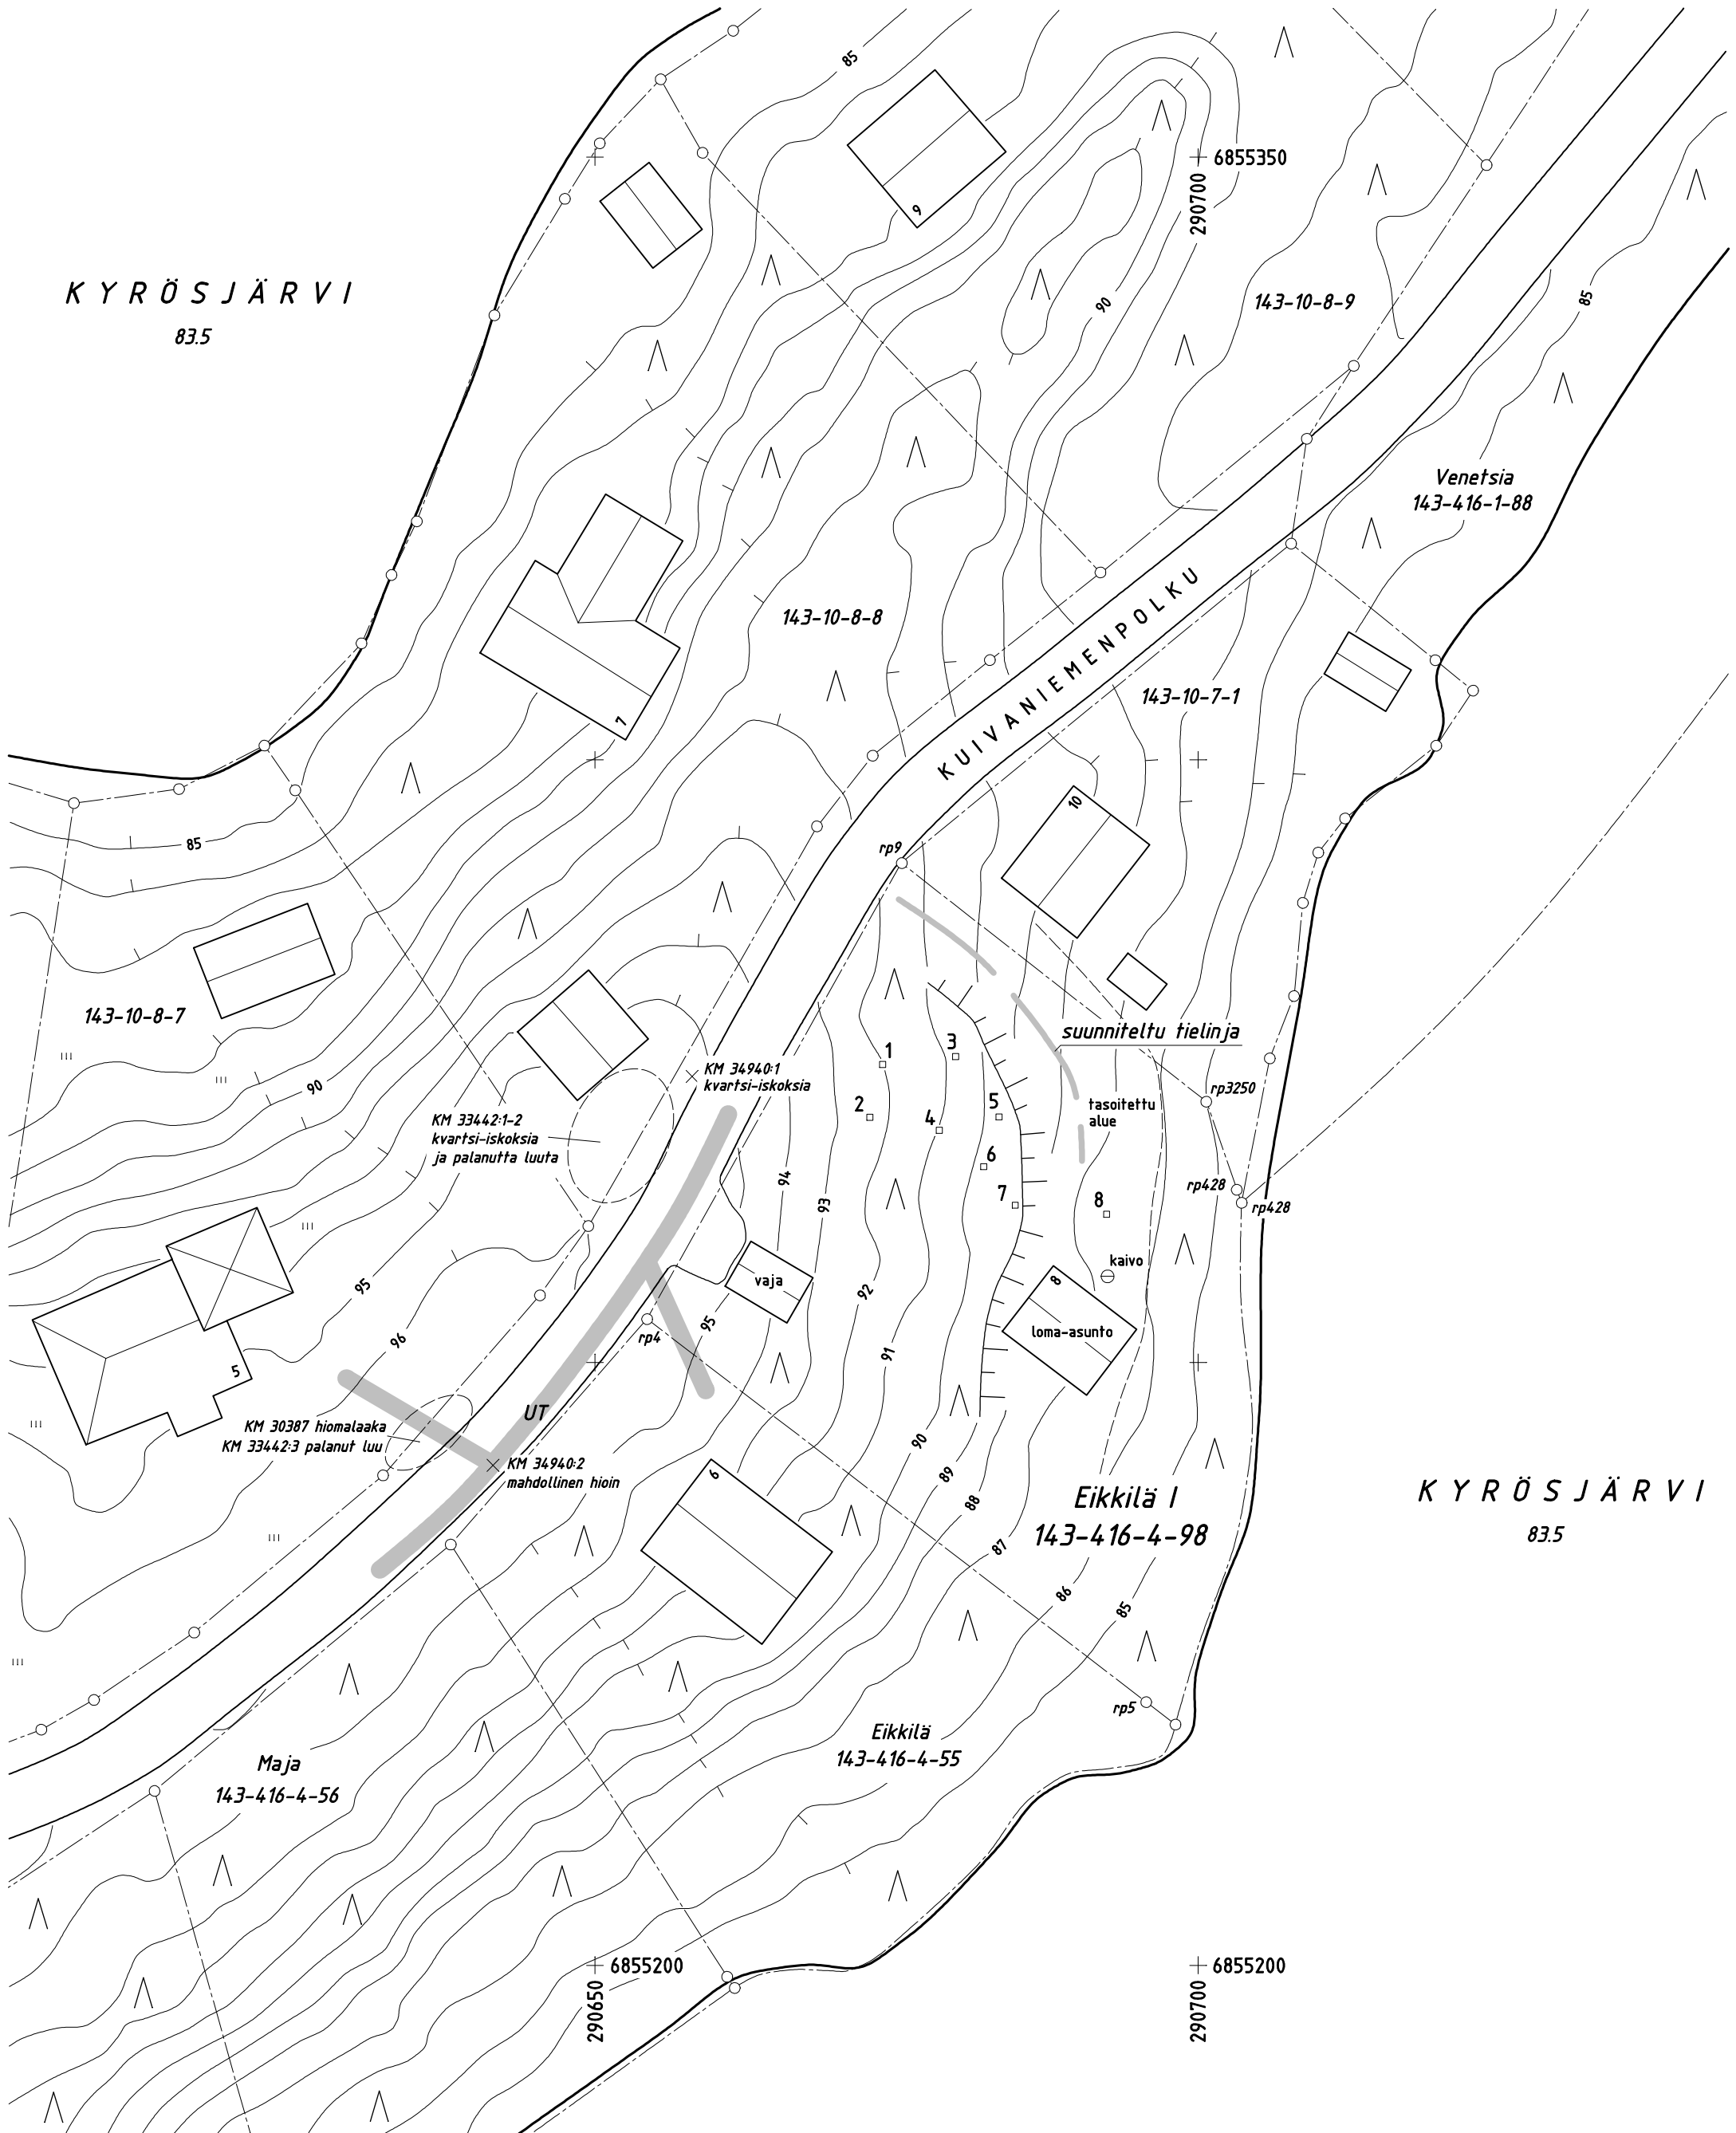 85
9
6855350
290700
KYRÖSJÄRVI
83.5
90
143-10-8-9
85
Venetsia
143-416-1-88
143-10-8-8
KUIVANIEMENPOLKU
143-10-7-1
7
10
85
rp9
143-10-8-7
90
suunniteltu tielinja
1
3
KM 34940:1
kvartsi-iskoksia
2
4
5
tasoitettu
alue
rp3250
KM 33442:1-2
kvartsi-iskoksia
ja palanutta luuta
6
94
93
7
8
rp428
rp428
kaivo
vaja
8
loma-asunto
95
96
92
95
rp4
91
5
UT
KM 30387 hiomalaaka
KM 33442:3 palanut luu
KM 34940:2
mahdollinen hioin
6
90
89
88
87
86
85
Eikkilä I
143-416-4-98
KYRÖSJÄRVI
83.5
rp5
Eikkilä
143-416-4-55
Maja
143-416-4-56
6855200
290650
6855200
290700